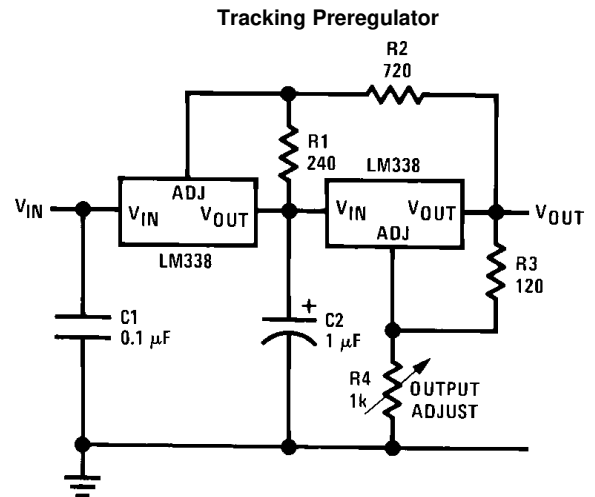 Tracking Preregulator
R2
720
R1
240
LM338
ADJ
VIN
VIN
VOUT
LM338
VIN
VOUT
ADJ
VOUT
R3
120
C1
0.1 μF
+
C2
1 μF
R4
1k
OUTPUT
ADJUST